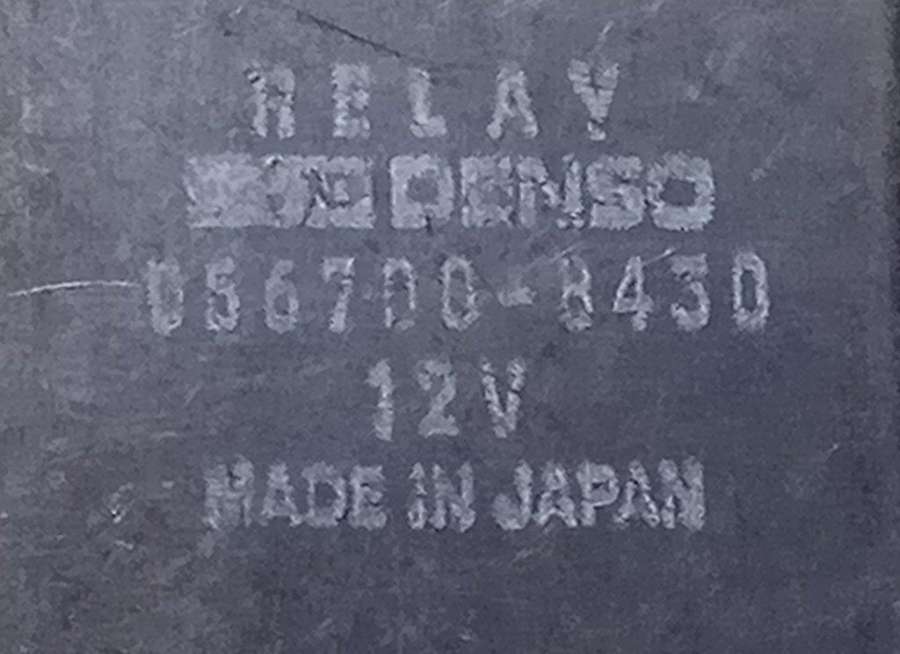 RELAY
DENSO
056700-8430
12V
MADE IN JAPAN